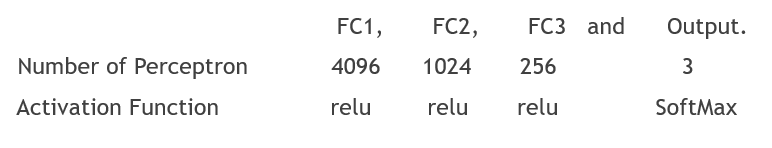 FC1, FC2, FC3 and Output.
Number of Perceptron 4096 1024 256 3
Activation Function relu relu relu SoftMax